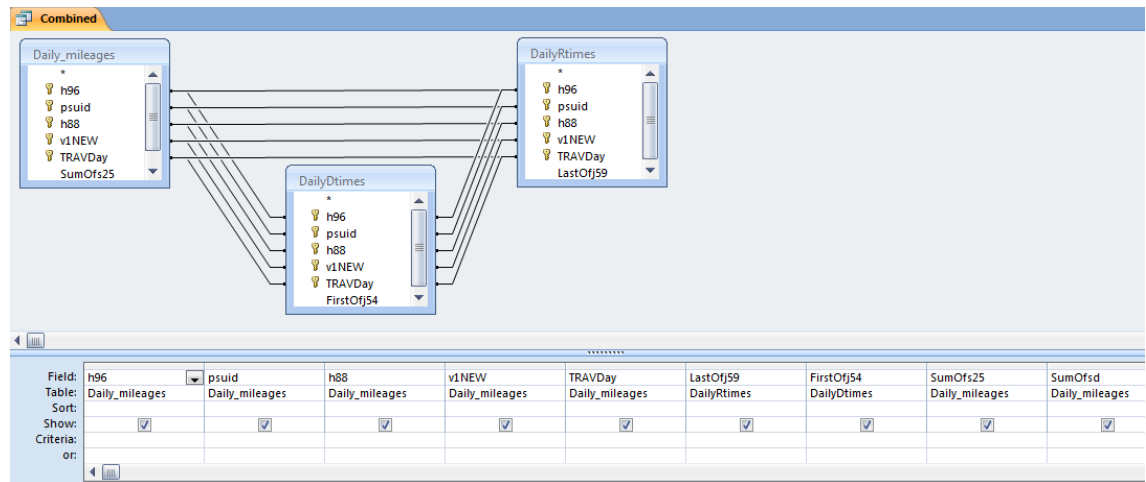 Combined
Daily_mileages
*
h96
psuid
h88
v1NEW
TRAVDay
SumOfs25
DailyRtimes
*
h96
psuid
h88
v1NEW
TRAVDay
LastOfj59
DailyDtimes
*
h96
psuid
h88
v1NEW
TRAVDay
FirstOfj54
Field: h96 psuid h88 v1NEW TRAVDay LastOfj59 FirstOfj54 SumOfs25 SumOfsd
Table: Daily_mileages Daily_mileages Daily_mileages Daily_mileages Daily_mileages DailyRtimes DailyDtimes Daily_mileages Daily_mileages
Sort:
Show:
Criteria:
or: